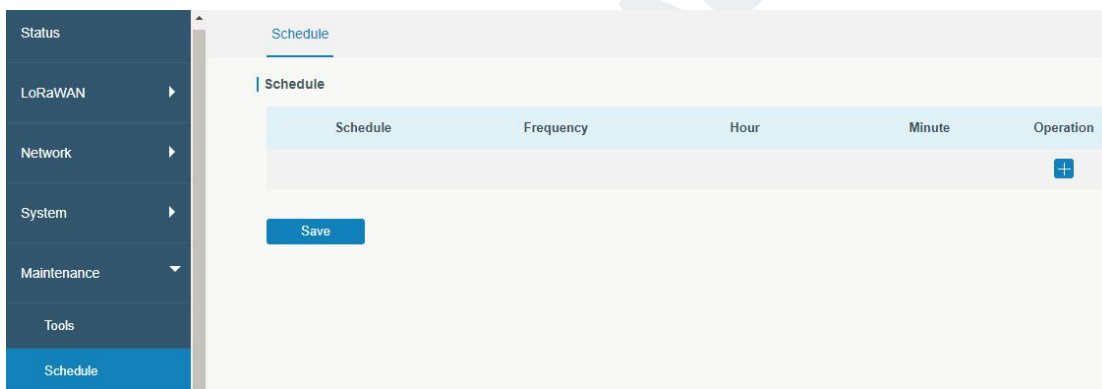 Status
LoRaWAN
Network
System
Maintenance
Tools
Schedule
Schedule
Schedule
Schedule Frequency Hour Minute Operation
Save